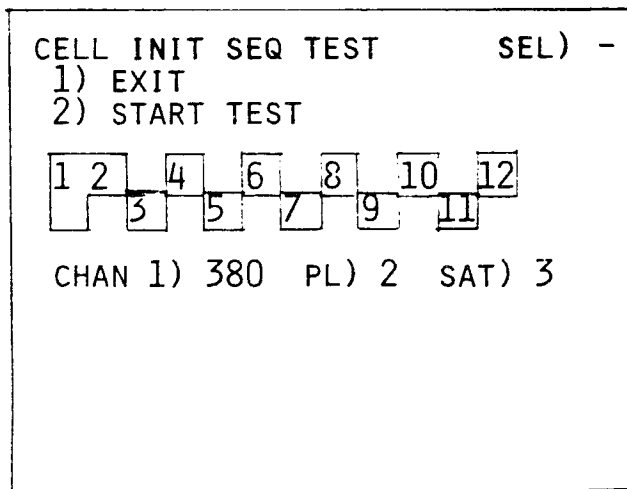 CELL INIT SEQ TEST SEL) -
1) EXIT
2) START TEST
1 2 4 6 8 10 12
3 5 7 9 11
CHAN 1) 380 PL) 2 SAT) 3